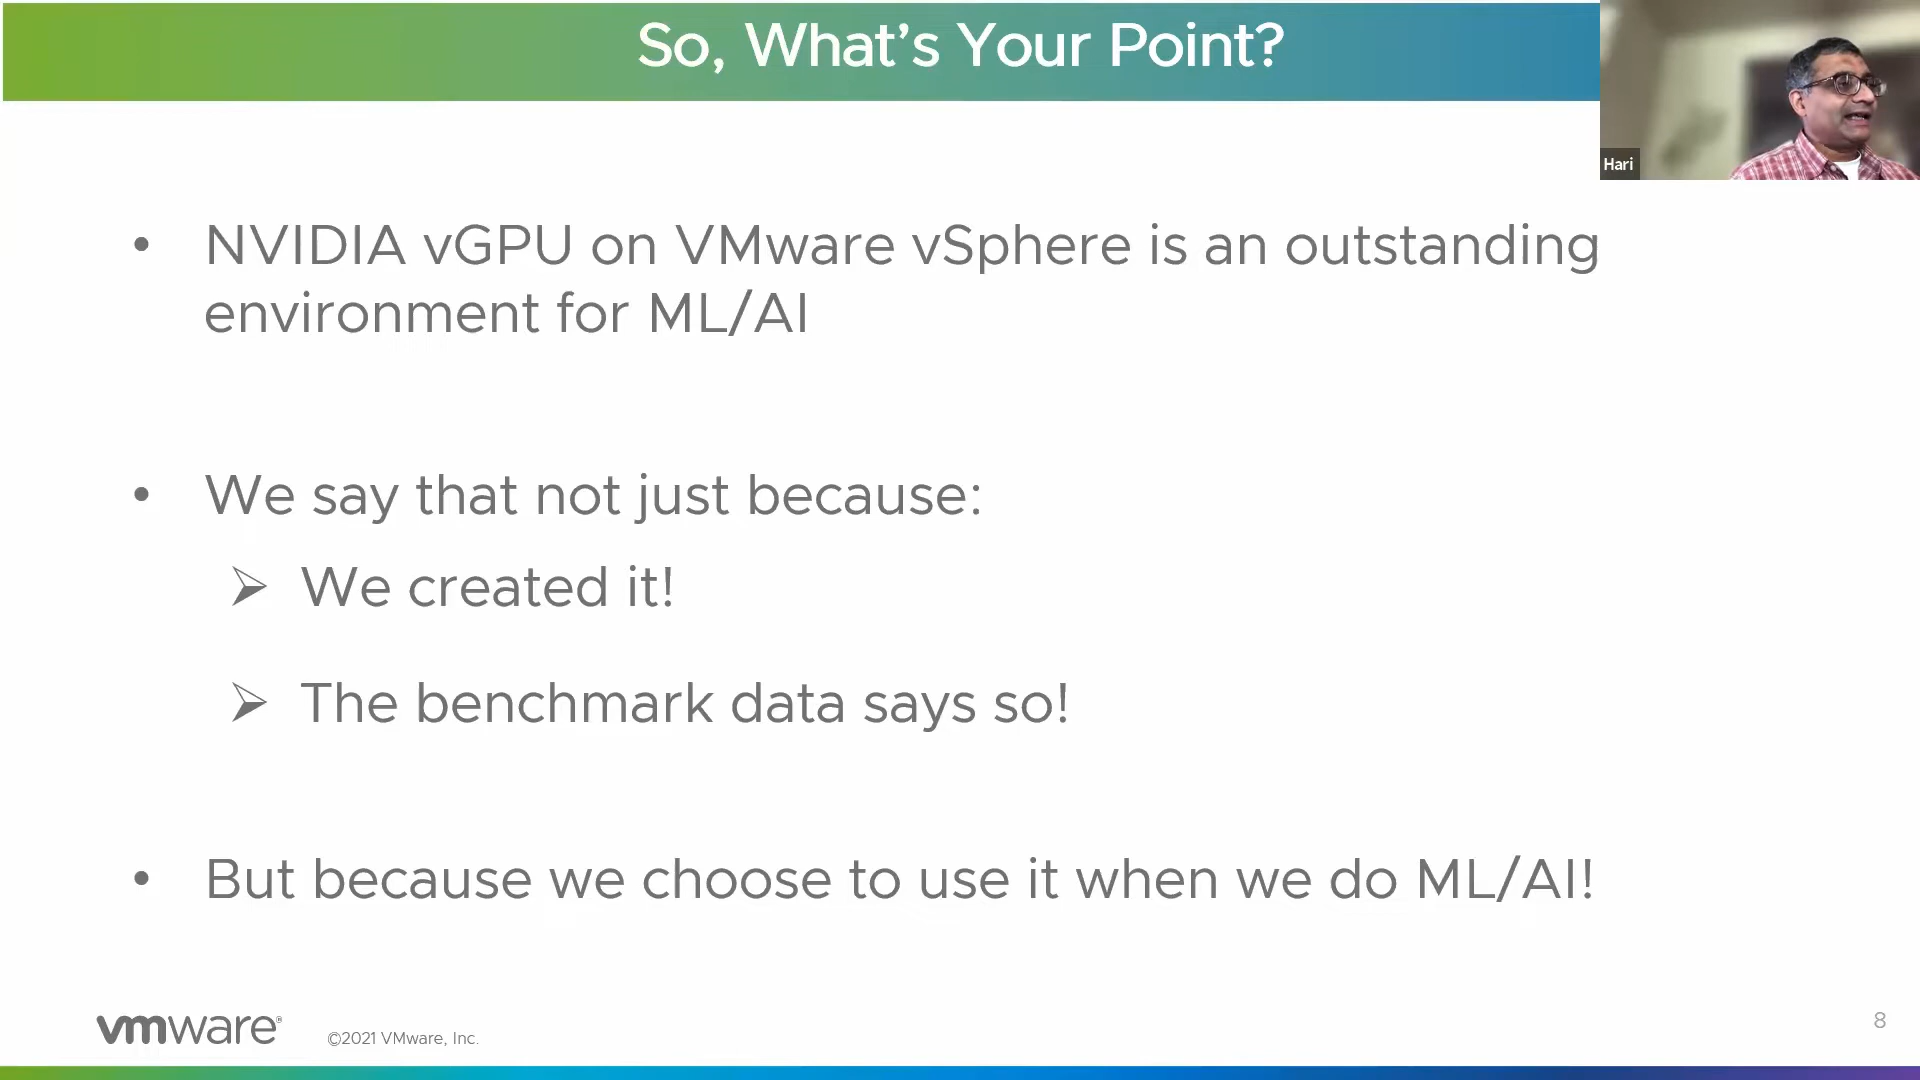 So, What's Your Point?
Hari
• NVIDIA vGPU on VMware vSphere is an outstanding
environment for ML/AI
• We say that not just because:
➢ We created it!
➢ The benchmark data says so!
• But because we choose to use it when we do ML/AI!
vmware®
©2021 VMware, Inc.
8